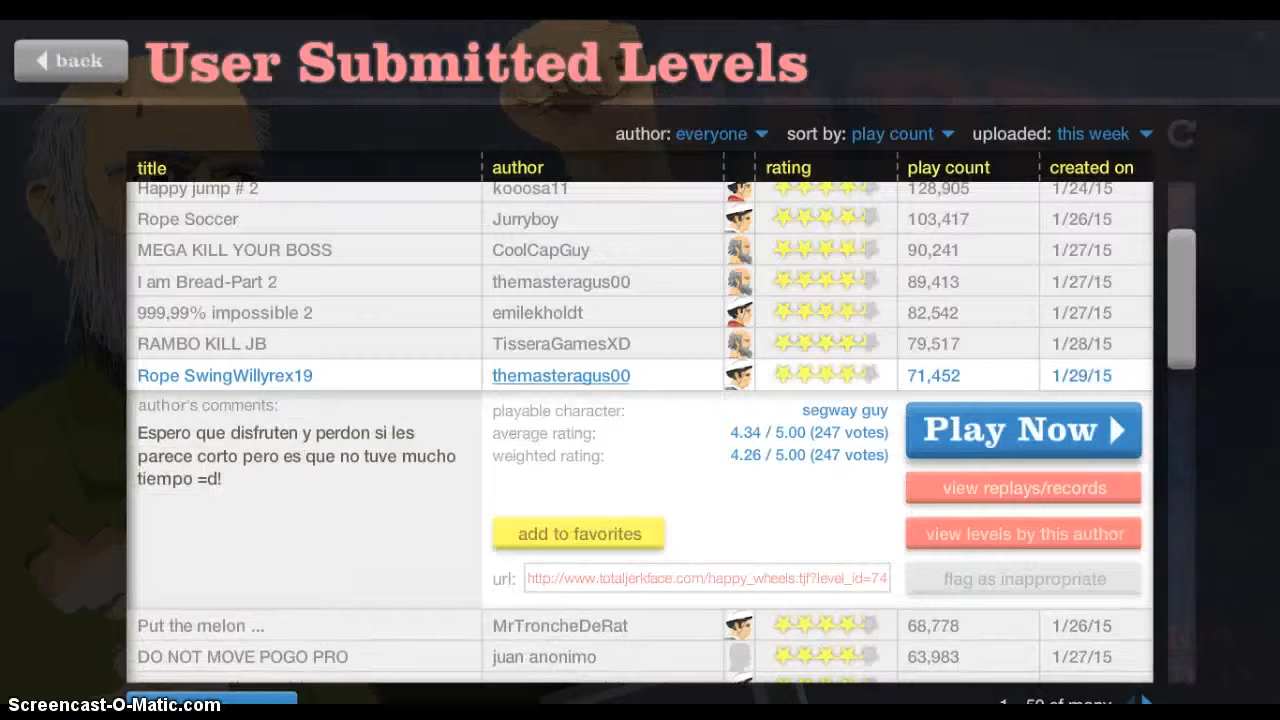 back
User Submitted Levels
author: everyone sort by: play count uploaded: this week
title author rating play count created on
Happy jump # 2 kooosa11 128,905 1/24/15
Rope Soccer Jurryboy 103,417 1/26/15
MEGA KILL YOUR BOSS CoolCapGuy 90,241 1/27/15
I am Bread-Part 2 themasteragus00 89,413 1/27/15
999,99% impossible 2 emilekholdt 82,542 1/27/15
RAMBO KILL JB TisseraGamesXD 79,517 1/28/15
Rope SwingWillyrex19 themasteragus00 71,452 1/29/15
author's comments:
Espero que disfruten y perdon si les
parece corto pero es que no tuve mucho
tiempo =d!
playable character: segway guy
average rating: 4.34 / 5.00 (247 votes)
weighted rating: 4.26 / 5.00 (247 votes)
add to favorites
url: http://www.totaljerkface.com/happy_wheels.tjf?level_id=74
Play Now
view replays/records
view levels by this author
flag as inappropriate
Put the melon ... MrTroncheDeRat 68,778 1/26/15
DO NOT MOVE POGO PRO juan anonimo 63,983 1/27/15
1 - 50 of many
Screencast-O-Matic.com